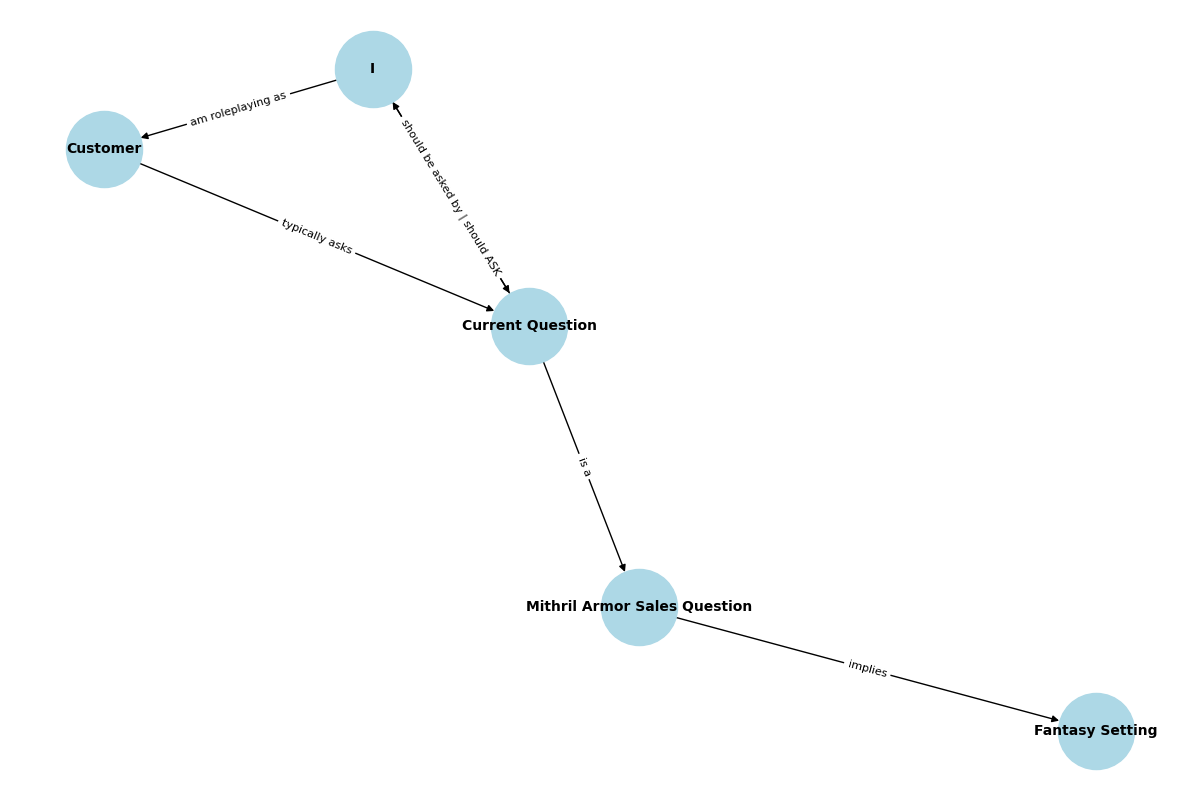 I
am roleplaying as
Customer
should be asked by | should ASK
typically asks
Current Question
is a
Mithril Armor Sales Question
implies
Fantasy Setting